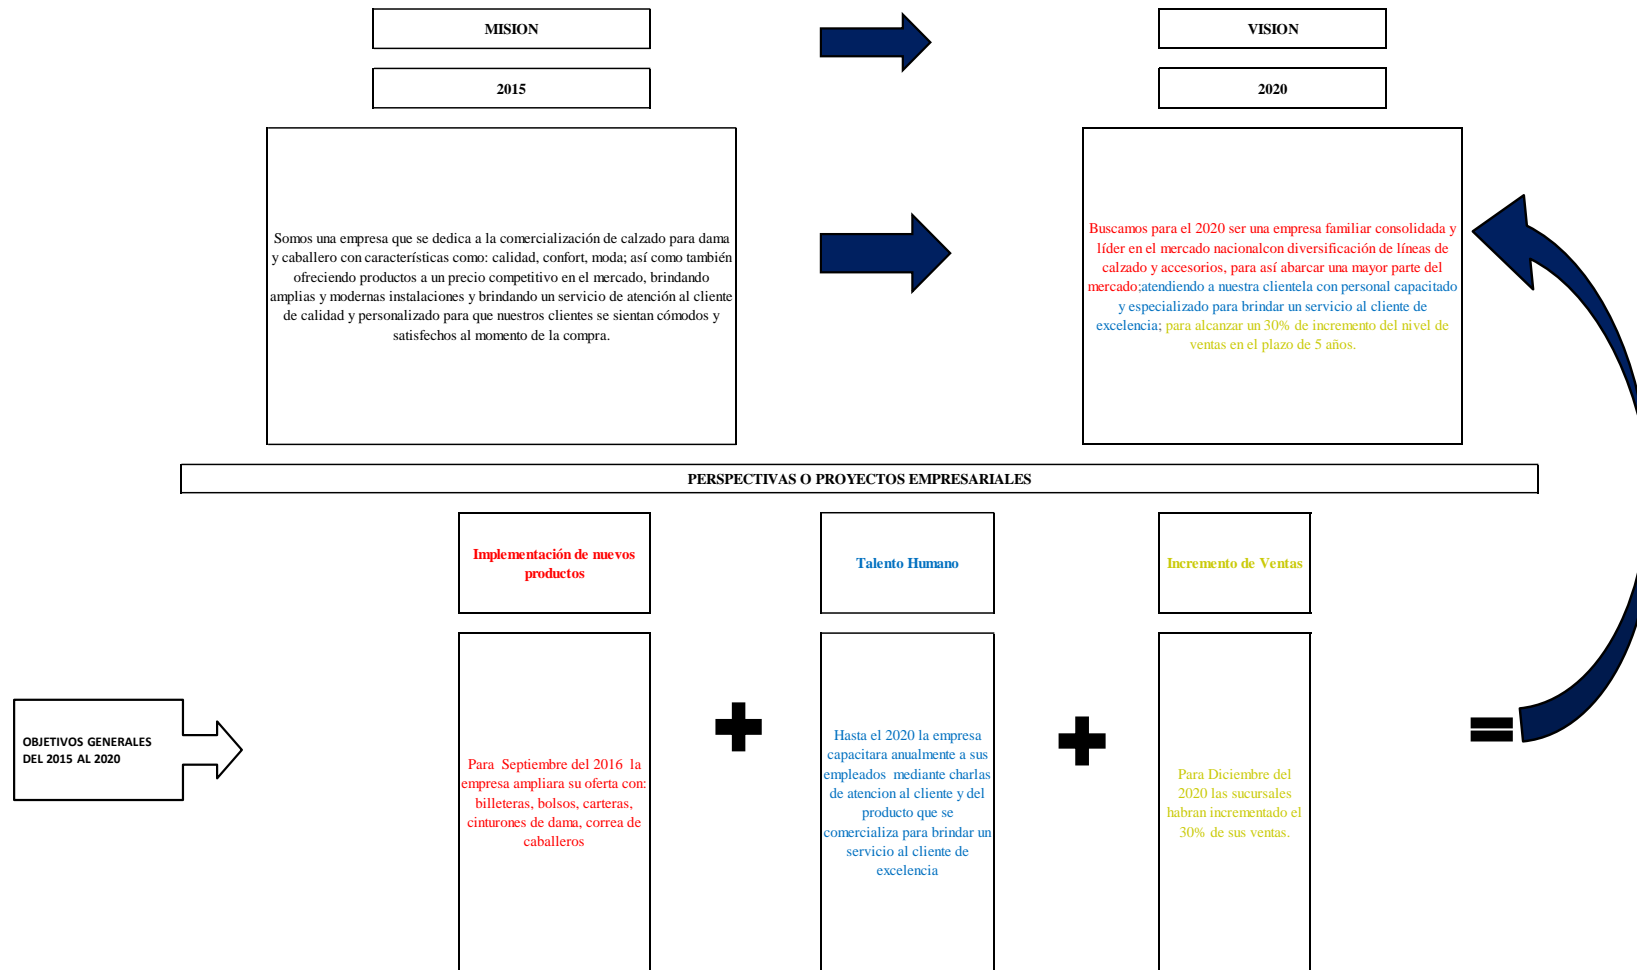 MISION
VISION
2015
2020
Somos una empresa que se dedica a la comercialización de calzado para dama
y caballero con características como: calidad, confort, moda; así como también
ofreciendo productos a un precio competitivo en el mercado, brindando
amplias y modernas instalaciones y brindando un servicio de atención al cliente
de calidad y personalizado para que nuestros clientes se sientan cómodos y
satisfechos al momento de la compra.
Buscamos para el 2020 ser una empresa familiar consolidada y
líder en el mercado nacionalcon diversificación de líneas de
calzado y accesorios, para así abarcar una mayor parte del
mercado;atendiendo a nuestra clientela con personal capacitado
y especializado para brindar un servicio al cliente de
excelencia; para alcanzar un 30% de incremento del nivel de
ventas en el plazo de 5 años.
PERSPECTIVAS O PROYECTOS EMPRESARIALES
Implementación de nuevos
productos
Talento Humano
Incremento de Ventas
OBJETIVOS GENERALES
DEL 2015 AL 2020
Para Septiembre del 2016 la
empresa ampliara su oferta con:
billeteras, bolsos, carteras,
cinturones de dama, correa de
caballeros
+
Hasta el 2020 la empresa
capacitara anualmente a sus
empleados mediante charlas
de atencion al cliente y del
producto que se
comercializa para brindar un
servicio al cliente de
excelencia
+
Para Diciembre del
2020 las sucursales
habran incrementado el
30% de sus ventas.
=